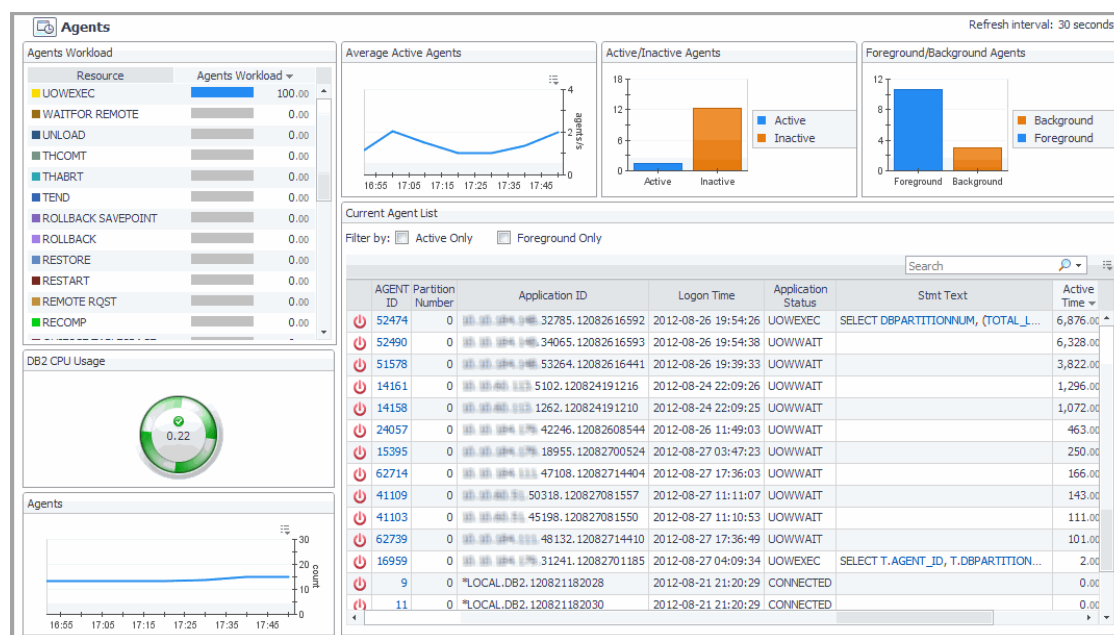 Agents
Refresh interval: 30 seconds
Agents Workload
Resource Agents Workload
UOWEXEC 100.00
WAITFOR REMOTE 0.00
UNLOAD 0.00
THCOMT 0.00
THABRT 0.00
TEND 0.00
ROLLBACK SAVEPOINT 0.00
ROLLBACK 0.00
RESTORE 0.00
RESTART 0.00
REMOTE RQST 0.00
RECOMP 0.00
Average Active Agents
4
2
0
agents/s
16:55 17:05 17:15 17:25 17:35 17:45
Active/Inactive Agents
18
12
6
0
Active Inactive
Active
Inactive
Foreground/Background Agents
12
8
4
0
Foreground Background
Background
Foreground
DB2 CPU Usage
0.22
Agents
30
20
10
0
count
16:55 17:05 17:15 17:25 17:35 17:45
Current Agent List
Filter by: Active Only Foreground Only
Search
AGENT ID Partition Number Application ID Logon Time Application Status Stmt Text Active Time
52474 0 .32785.12082616592 2012-08-26 19:54:26 UOWEXEC SELECT DBPARTITIONNUM, (TOTAL_L... 6,876.00
52490 0 .34065.12082616593 2012-08-26 19:54:38 UOWWAIT 6,328.00
51578 0 .53264.12082616441 2012-08-26 19:39:33 UOWWAIT 3,822.00
14161 0 .5102.120824191216 2012-08-24 22:09:26 UOWWAIT 1,296.00
14158 0 .1262.120824191210 2012-08-24 22:09:25 UOWWAIT 1,072.00
24057 0 .42246.12082608544 2012-08-26 11:49:03 UOWWAIT 463.00
15395 0 .18955.12082700524 2012-08-27 03:47:23 UOWWAIT 250.00
62714 0 .47108.12082714404 2012-08-27 17:36:03 UOWWAIT 166.00
41109 0 .50318.120827081557 2012-08-27 11:11:07 UOWWAIT 143.00
41103 0 .45198.120827081550 2012-08-27 11:10:53 UOWWAIT 111.00
62739 0 .48132.12082714410 2012-08-27 17:36:49 UOWWAIT 101.00
16959 0 .31241.12082701185 2012-08-27 04:09:34 UOWEXEC SELECT T.AGENT_ID, T.DBPARTITION... 2.00
9 0 *LOCAL.DB2.120821182028 2012-08-21 21:20:29 CONNECTED 0.00
11 0 *LOCAL.DB2.120821182030 2012-08-21 21:20:29 CONNECTED 0.00